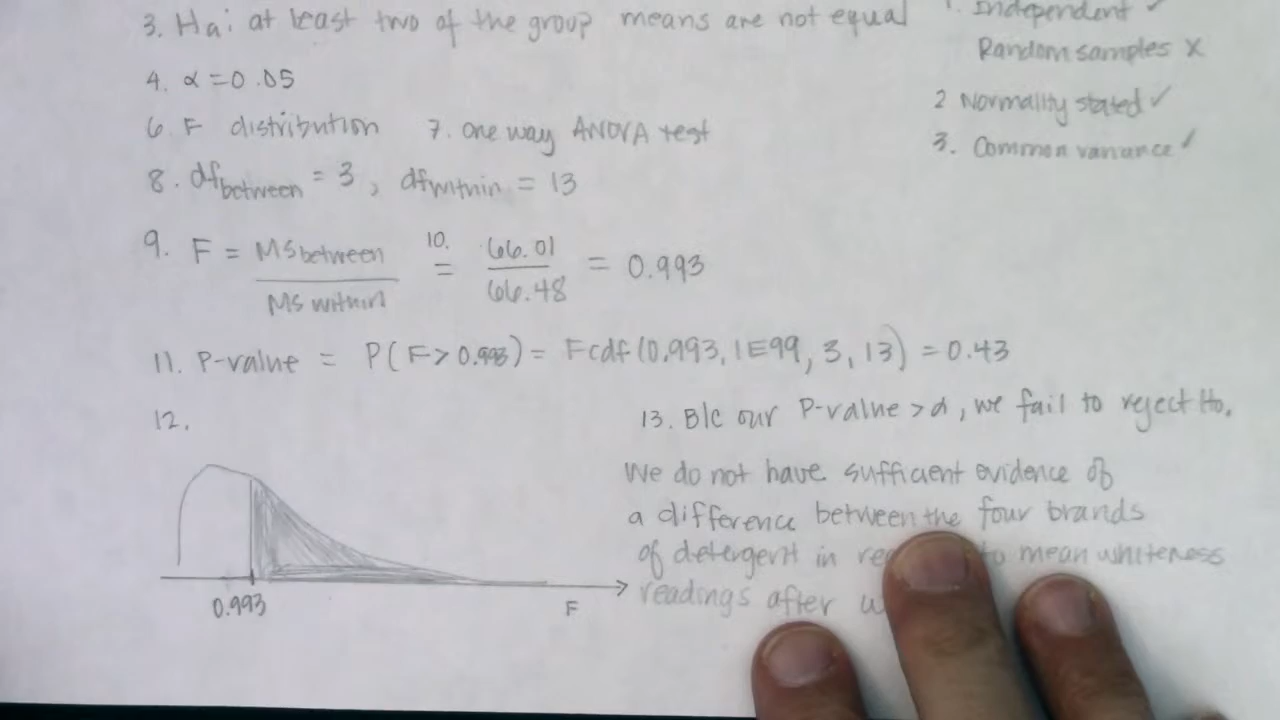 3. Ha: at least two of the group means are not equal
1. Independent ✓
Random samples X
4. α = 0.05
2 Normality stated ✓
6. F distribution 7. one way ANOVA test
3. Common variance ✓
8. df between = 3, df within = 13
9. F = MS between / MS within 10. = 66.01 / 66.48 = 0.993
11. P-value = P(F > 0.993) = Fcdf(0.993, 1E99, 3, 13) = 0.43
12.
0.993
F
13. B/c our P-value > α, we fail to reject Ho.
We do not have sufficient evidence of
a difference between the four brands
of detergent in to mean whiteness
readings after